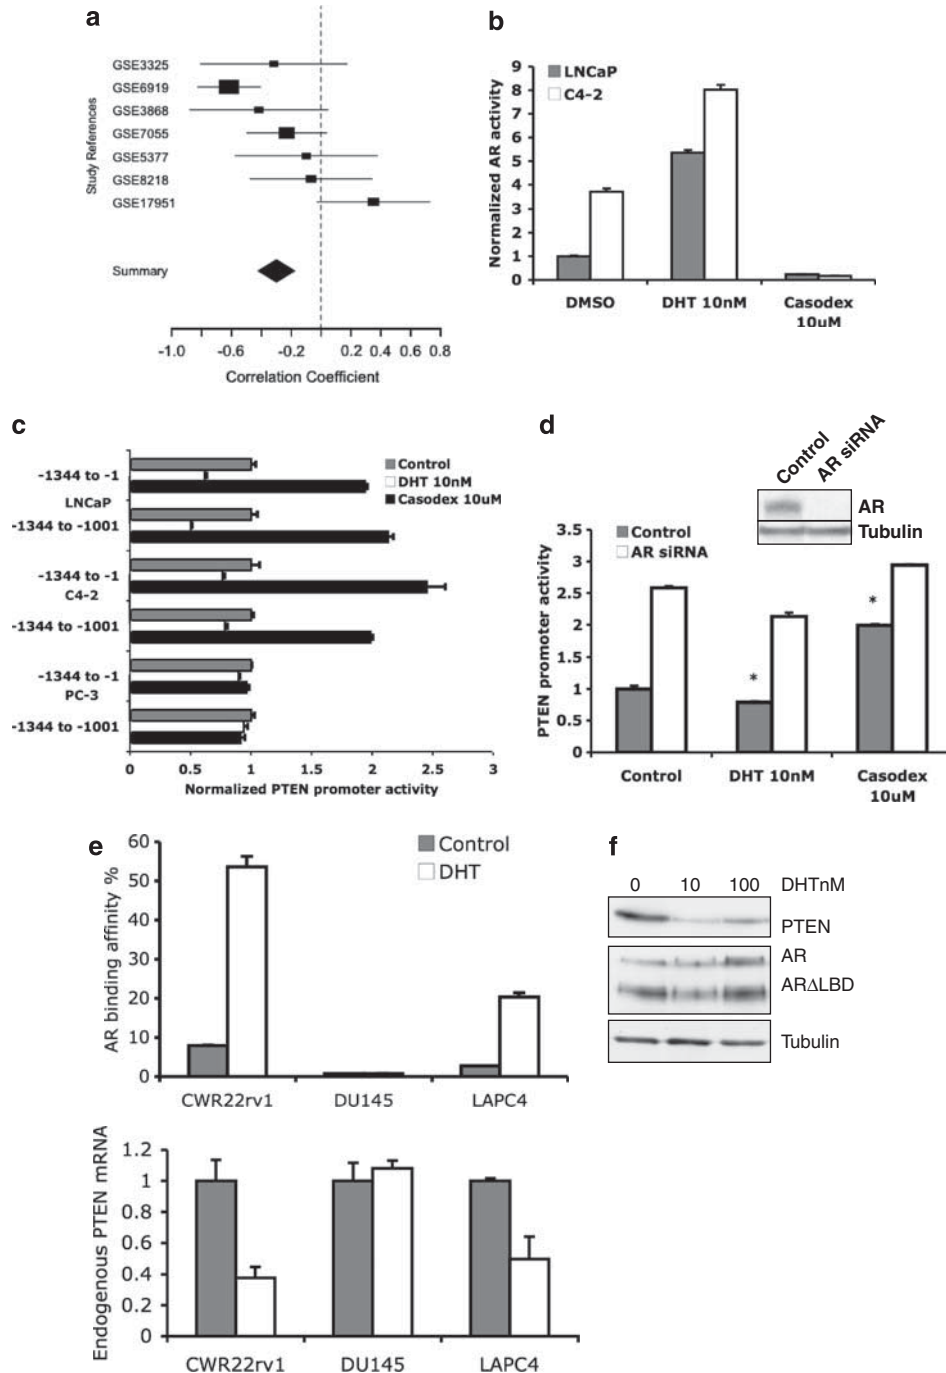 a
Study References
GSE3325
GSE6919
GSE3868
GSE7055
GSE5377
GSE8218
GSE17951
Summary
-1.0 -0.6 -0.2 0.2 0.4 0.6 0.8
Correlation Coefficient
b
Normalized AR activity
9
8
7
6
5
4
3
2
1
0
LNCaP
C4-2
DMSO DHT 10nM Casodex
10uM
c
-1344 to -1
LNCaP
-1344 to -1001
-1344 to -1
C4-2
-1344 to -1001
-1344 to -1
PC-3
-1344 to -1001
Control
DHT 10nM
Casodex 10uM
0 0.5 1 1.5 2 2.5 3
Normalized PTEN promoter activity
d
Control
AR siRNA
AR
Tubulin
PTEN promoter activity
3.5
3
2.5
2
1.5
1
0.5
0
Control
AR siRNA
*
*
Control DHT 10nM Casodex
10uM
e
AR binding affinity %
60
50
40
30
20
10
0
Control
DHT
CWR22rv1 DU145 LAPC4
Endogenous PTEN mRNA
1.2
1
0.8
0.6
0.4
0.2
0
CWR22rv1 DU145 LAPC4
f
0 10 100 DHTnM
PTEN
AR
ARΔLBD
Tubulin